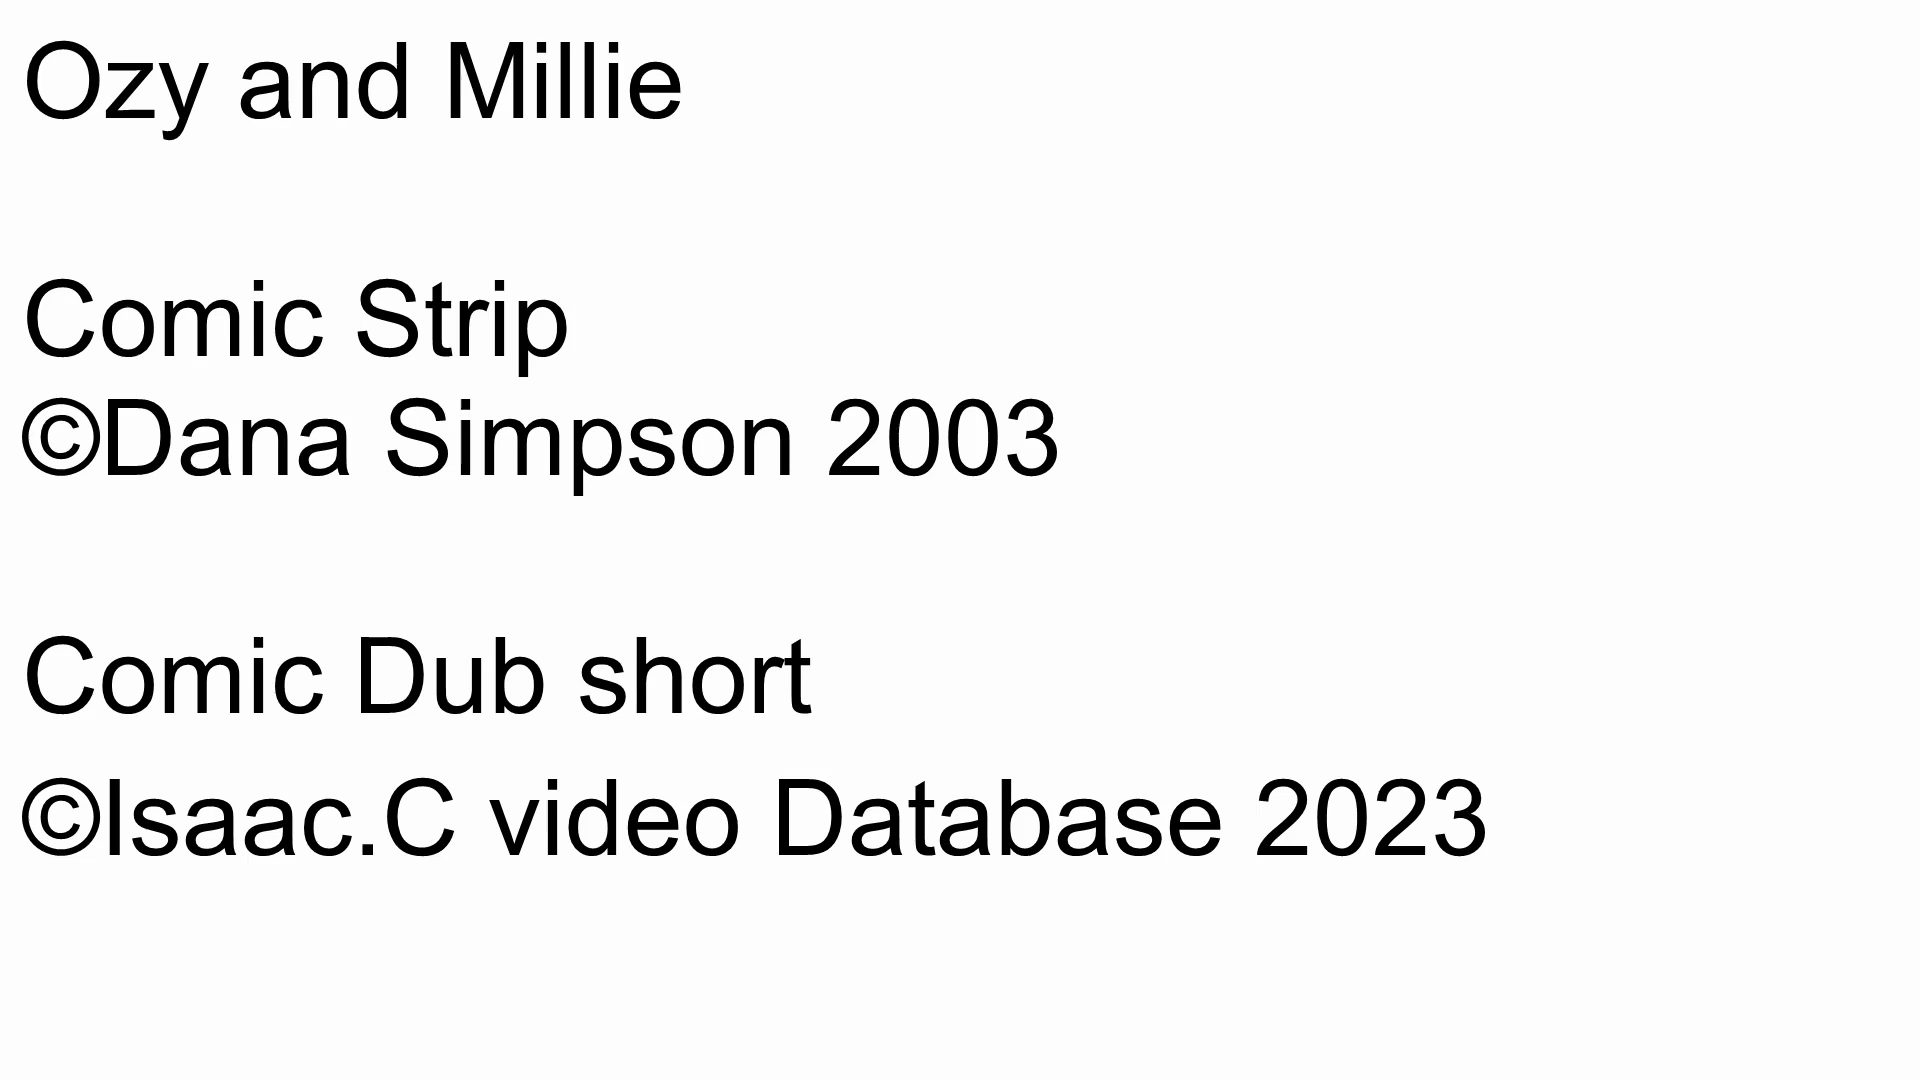 Ozy and Millie
Comic Strip
©Dana Simpson 2003
Comic Dub short
©Isaac.C video Database 2023